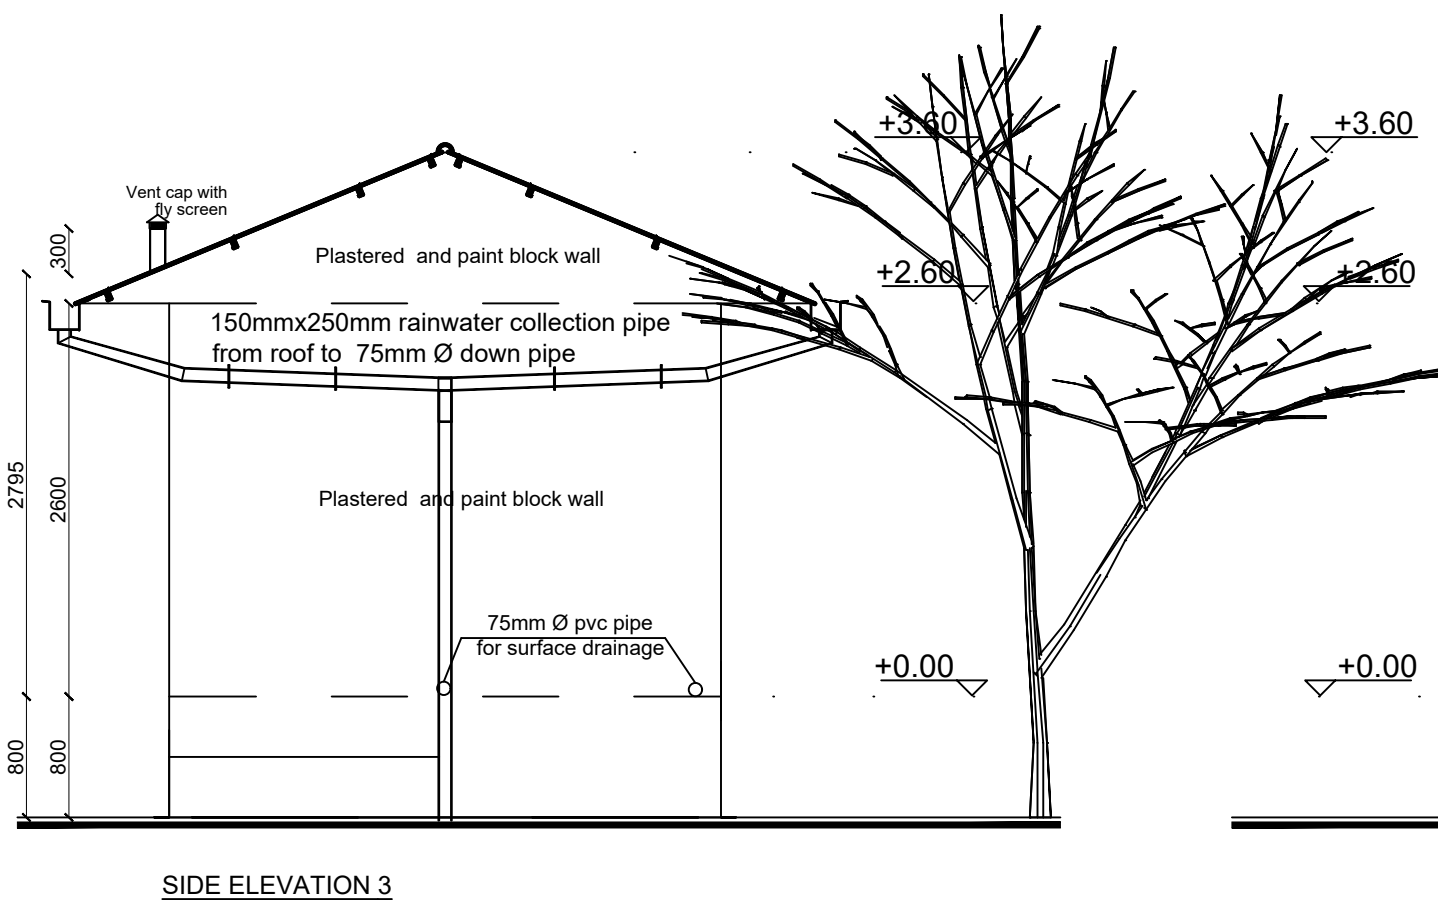 +3.60
+3.60
Vent cap with
fly screen
300
Plastered and paint block wall
+2.60
+2.60
150mmx250mm rainwater collection pipe
from roof to 75mm Ø down pipe
2795
2600
Plastered and paint block wall
75mm Ø pvc pipe
for surface drainage
+0.00
+0.00
800
800
SIDE ELEVATION 3